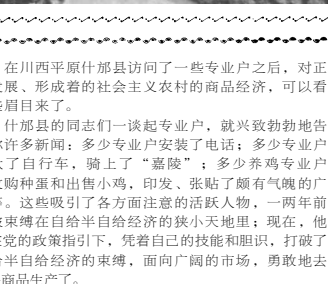 在川西平原什邡县访问了一些专业户之后，对正
发展、形成着的社会主义农村的商品经济，可以看
些眉目来了。
什邡县的同志们一谈起专业户，就兴致勃勃地告
许多新闻：多少专业户安装了电话；多少专业户
了自行车，骑上了“嘉陵”；多少养鸡专业户
购种蛋和出售小鸡，印发、张贴了颇有气魄的广
。这些吸引了各方面注意的活跃人物，一两年前
束缚在自给半自给经济的狭小天地里；现在，他
在党的政策指引下，凭着自己的技能和胆识，打破了
给半自给经济的束缚，面向广阔的市场，勇敢地去
商品生产了。